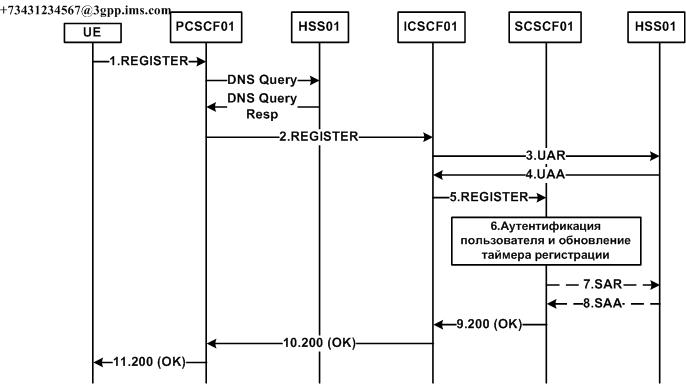 +73431234567@3gpp.ims.com
UE
PCSCF01
HSS01
ICSCF01
SCSCF01
HSS01
1.REGISTER
DNS Query
DNS Query
Resp
2.REGISTER
3.UAR
4.UAA
5.REGISTER
6.Аутентификация
пользователя и обновление
таймера регистрации
7.SAR
8.SAA
9.200 (OK)
10.200 (OK)
11.200 (OK)